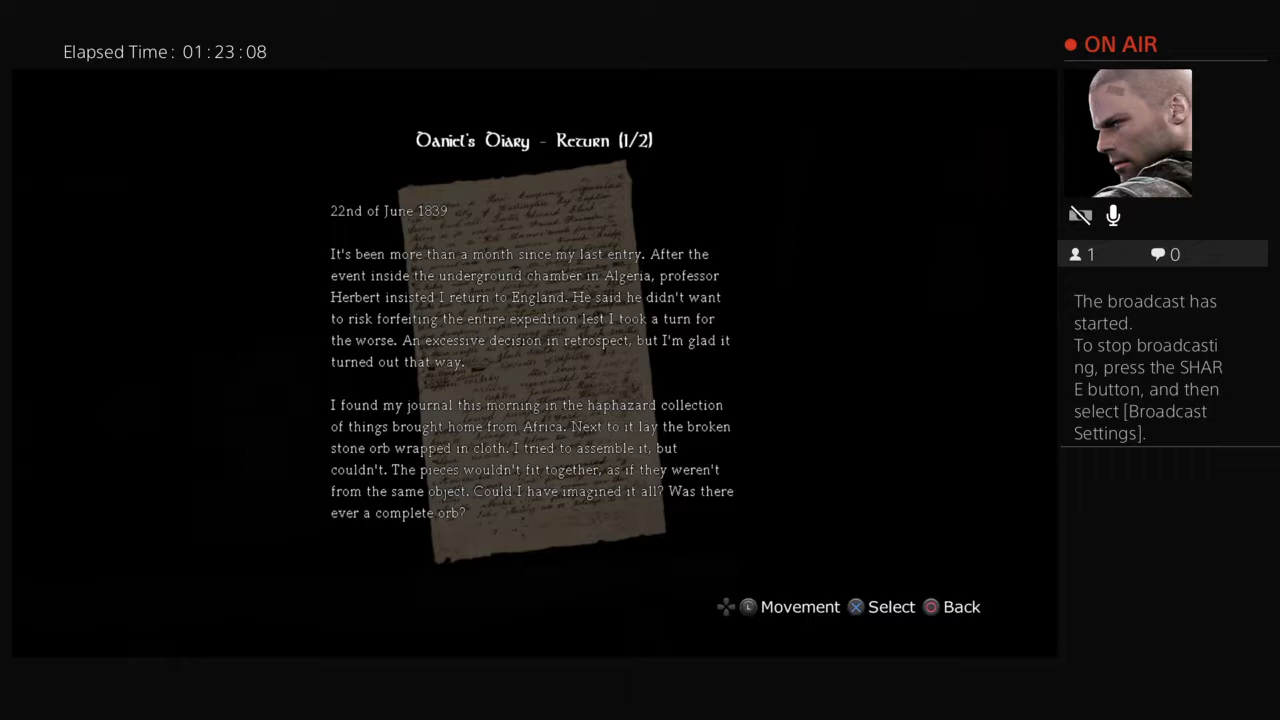 Elapsed Time: 01:23:08
ON AIR
Daniel's Diary - Return (1/2)
22nd of June 1839
It's been more than a month since my last entry. After the
event inside the underground chamber in Algeria, professor
Herbert insisted I return to England. He said he didn't want
to risk forfeiting the entire expedition lest I took a turn for
the worse. An excessive decision in retrospect, but I'm glad it
turned out that way.
I found my journal this morning in the haphazard collection
of things brought home from Africa. Next to it lay the broken
stone orb wrapped in cloth. I tried to assemble it, but
couldn't. The pieces wouldn't fit together, as if they weren't
from the same object. Could I have imagined it all? Was there
ever a complete orb?
L Movement X Select O Back
1 0
The broadcast has
started.
To stop broadcasti
ng, press the SHAR
E button, and then
select [Broadcast
Settings].